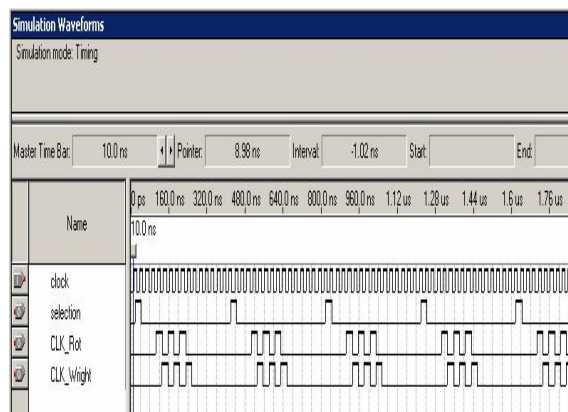 Simulation Waveforms
Simulation mode: Timing
Master Time Bar: 10.0 ns Pointer: 8.98 ns Interval: -1.02 ns Start: End:
Name
0 ps 160.0 ns 320.0 ns 480.0 ns 640.0 ns 800.0 ns 960.0 ns 1.12 us 1.28 us 1.44 us 1.6 us 1.76 us
10.0 ns
clock
selection
CLK_Rot
CLK_Wright